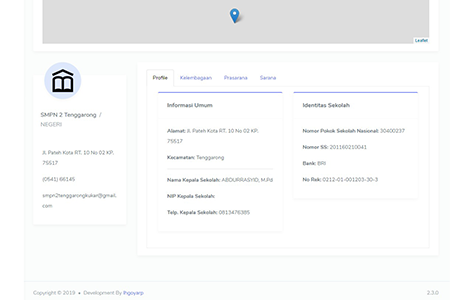 Leaflet
SMPN 2 Tenggarong /
NEGERI
Jl. Pateh Kota RT. 10 No 02 KP.
75517
(0541) 66145
smpn2tenggarongkukar@gmail.
com
Profile Kelembagaan Prasarana Sarana
Informasi Umum
Alamat: Jl. Pateh Kota RT. 10 No 02 KP.
75517
Kecamatan: Tenggarong
Nama Kepala Sekolah: ABDURRASYID, M.Pd
NIP Kepala Sekolah:
Telp. Kepala Sekolah: 0813476385
Identitas Sekolah
Nomor Pokok Sekolah Nasional: 30400237
Nomor SS: 201160210041
Bank: BRI
No Rek: 0212-01-001203-30-3
Copyright © 2019 • Development By Ihgoyarp
2.3.0